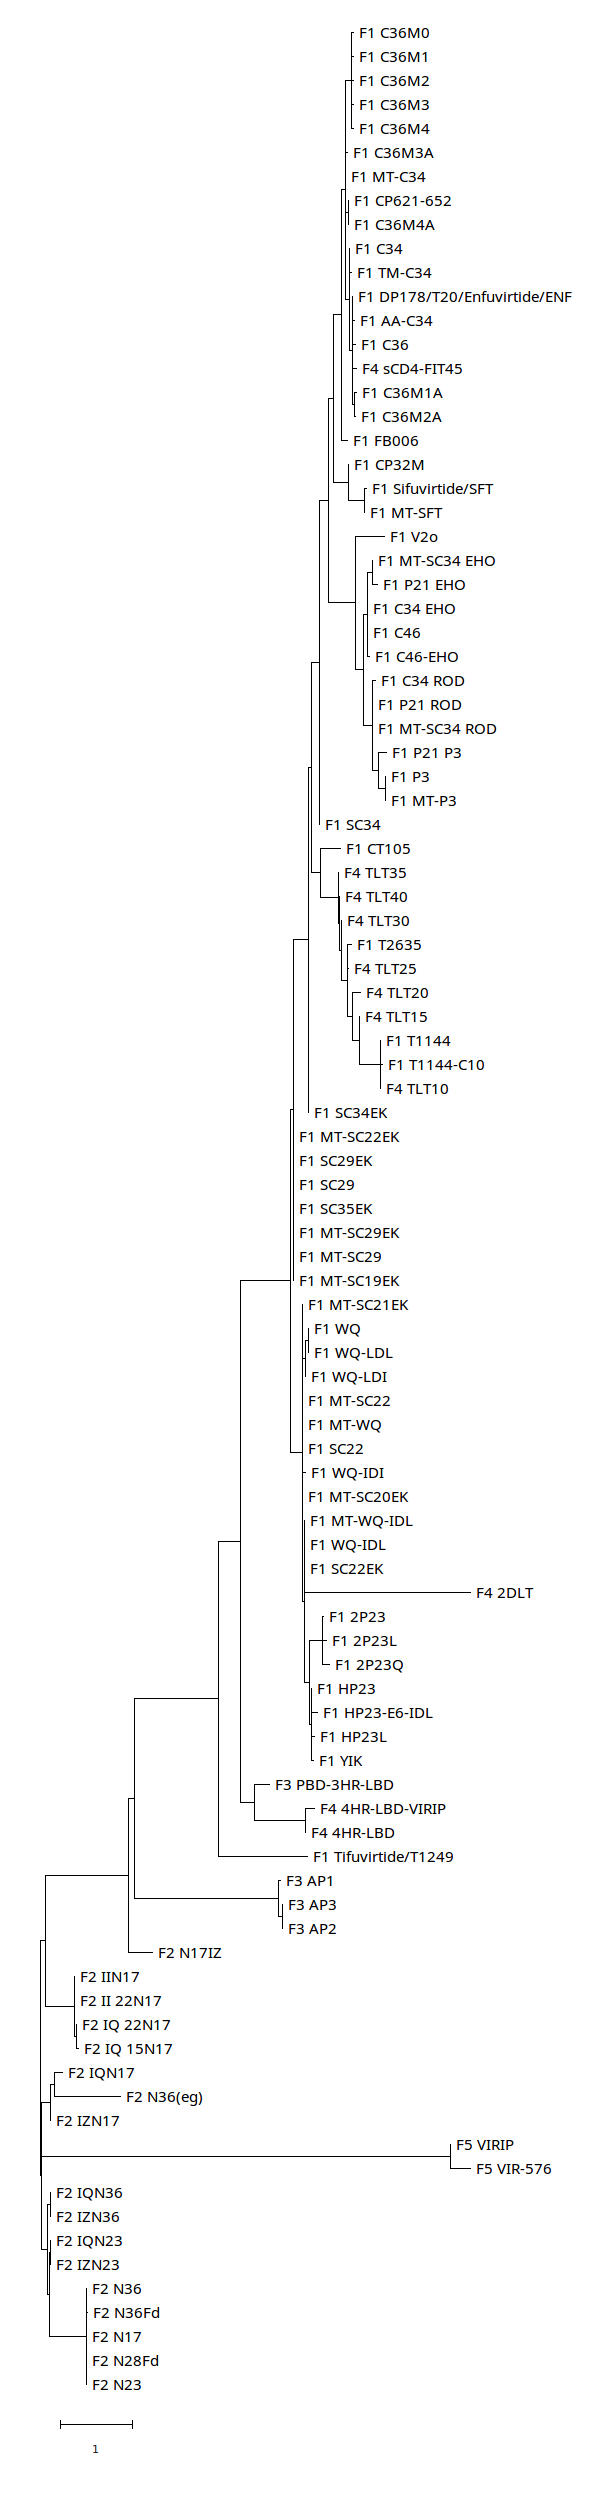 F1 C36M0
F1 C36M1
F1 C36M2
F1 C36M3
F1 C36M4
F1 C36M3A
F1 MT-C34
F1 CP621-652
F1 C36M4A
F1 C34
F1 TM-C34
F1 DP178/T20/Enfuvirtide/ENF
F1 AA-C34
F1 C36
F4 sCD4-FIT45
F1 C36M1A
F1 C36M2A
F1 FB006
F1 CP32M
F1 Sifuvirtide/SFT
F1 MT-SFT
F1 V2o
F1 MT-SC34 EHO
F1 P21 EHO
F1 C34 EHO
F1 C46
F1 C46-EHO
F1 C34 ROD
F1 P21 ROD
F1 MT-SC34 ROD
F1 P21 P3
F1 P3
F1 MT-P3
F1 SC34
F1 CT105
F4 TLT35
F4 TLT40
F4 TLT30
F1 T2635
F4 TLT25
F4 TLT20
F4 TLT15
F1 T1144
F1 T1144-C10
F4 TLT10
F1 SC34EK
F1 MT-SC22EK
F1 SC29EK
F1 SC29
F1 SC35EK
F1 MT-SC29EK
F1 MT-SC29
F1 MT-SC19EK
F1 MT-SC21EK
F1 WQ
F1 WQ-LDL
F1 WQ-LDI
F1 MT-SC22
F1 MT-WQ
F1 SC22
F1 WQ-IDI
F1 MT-SC20EK
F1 MT-WQ-IDL
F1 WQ-IDL
F1 SC22EK
F4 2DLT
F1 2P23
F1 2P23L
F1 2P23Q
F1 HP23
F1 HP23-E6-IDL
F1 HP23L
F1 YIK
F3 PBD-3HR-LBD
F4 4HR-LBD-VIRIP
F4 4HR-LBD
F1 Tifuvirtide/T1249
F3 AP1
F3 AP3
F3 AP2
F2 N17IZ
F2 IIN17
F2 II 22N17
F2 IQ 22N17
F2 IQ 15N17
F2 IQN17
F2 N36(eg)
F2 IZN17
F5 VIRIP
F5 VIR-576
F2 IQN36
F2 IZN36
F2 IQN23
F2 IZN23
F2 N36
F2 N36Fd
F2 N17
F2 N28Fd
F2 N23
1